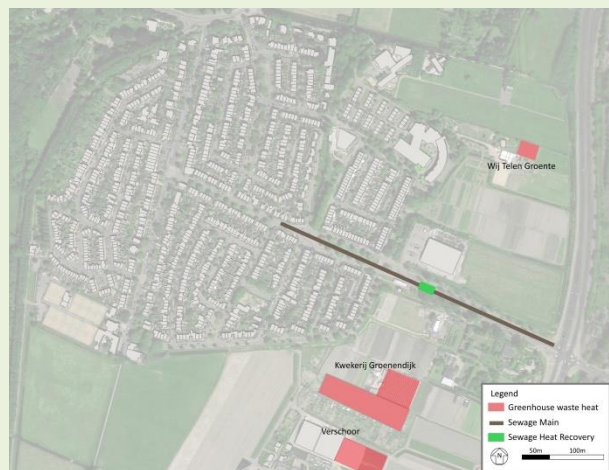 Wij Telen Groente
Kwekerij Groenendijk
Verschoor
Legend
Greenhouse waste heat
Sewage Main
Sewage Heat Recovery
N
50m 100m